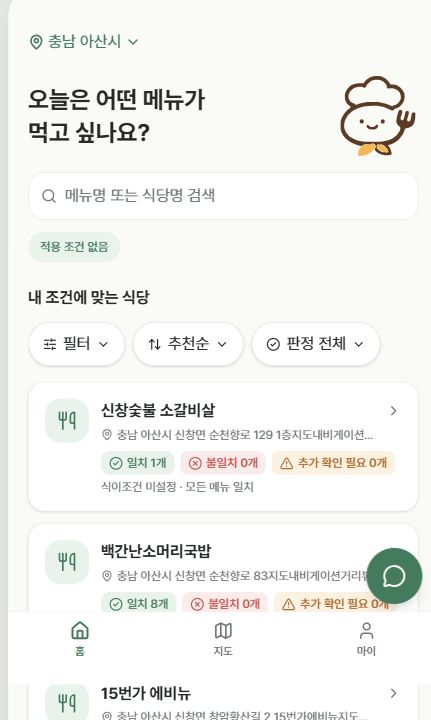 충남 아산시
오늘은 어떤 메뉴가
먹고 싶나요?
메뉴명 또는 식당명 검색
적용 조건 없음
내 조건에 맞는 식당
필터
추천순
판정 전체
신창숯불 소갈비살
충남 아산시 신창면 순천향로 129 1층지도내비게이션...
일치 1개
불일치 0개
추가 확인 필요 0개
식이조건 미설정 · 모든 메뉴 일치
백간난소머리국밥
충남 아산시 신창면 순천향로 83지도내비게이션거리
일치 8개
불일치 0개
추가 확인 필요 0개
홈
지도
마이
15번가 에비뉴
충남 아산시 신창면 창암학산길 2 15번가에비뉴지도...